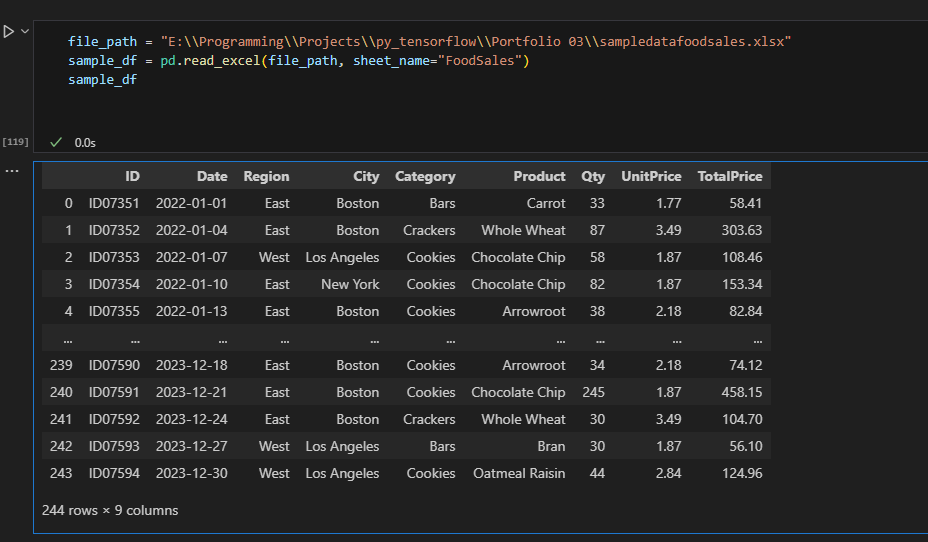 file_path = "E:\\Programming\\Projects\\py_tensorflow\\Portfolio 03\\sampledatafoodsales.xlsx"
sample_df = pd.read_excel(file_path, sheet_name="FoodSales")
sample_df
[119] 0.0s
...
ID Date Region City Category Product Qty UnitPrice TotalPrice
0 ID07351 2022-01-01 East Boston Bars Carrot 33 1.77 58.41
1 ID07352 2022-01-04 East Boston Crackers Whole Wheat 87 3.49 303.63
2 ID07353 2022-01-07 West Los Angeles Cookies Chocolate Chip 58 1.87 108.46
3 ID07354 2022-01-10 East New York Cookies Chocolate Chip 82 1.87 153.34
4 ID07355 2022-01-13 East Boston Cookies Arrowroot 38 2.18 82.84
... ... ... ... ... ... ... ... ... ...
239 ID07590 2023-12-18 East Boston Cookies Arrowroot 34 2.18 74.12
240 ID07591 2023-12-21 East Boston Cookies Chocolate Chip 245 1.87 458.15
241 ID07592 2023-12-24 East Boston Crackers Whole Wheat 30 3.49 104.70
242 ID07593 2023-12-27 West Los Angeles Bars Bran 30 1.87 56.10
243 ID07594 2023-12-30 West Los Angeles Cookies Oatmeal Raisin 44 2.84 124.96
244 rows × 9 columns